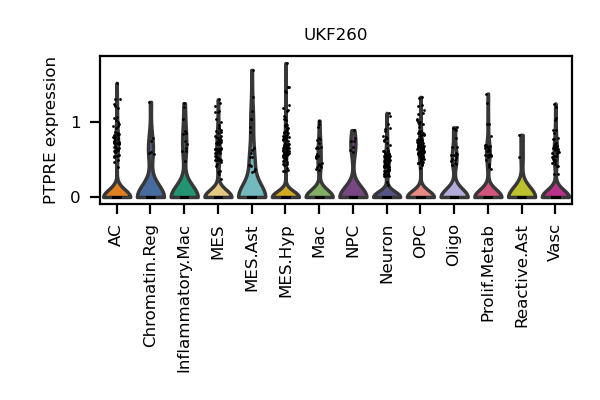 UKF260
PTPRE expression
1
0
AC
Chromatin.Reg
Inflammatory.Mac
MES
MES.Ast
MES.Hyp
Mac
NPC
Neuron
OPC
Oligo
Prolif.Metab
Reactive.Ast
Vasc